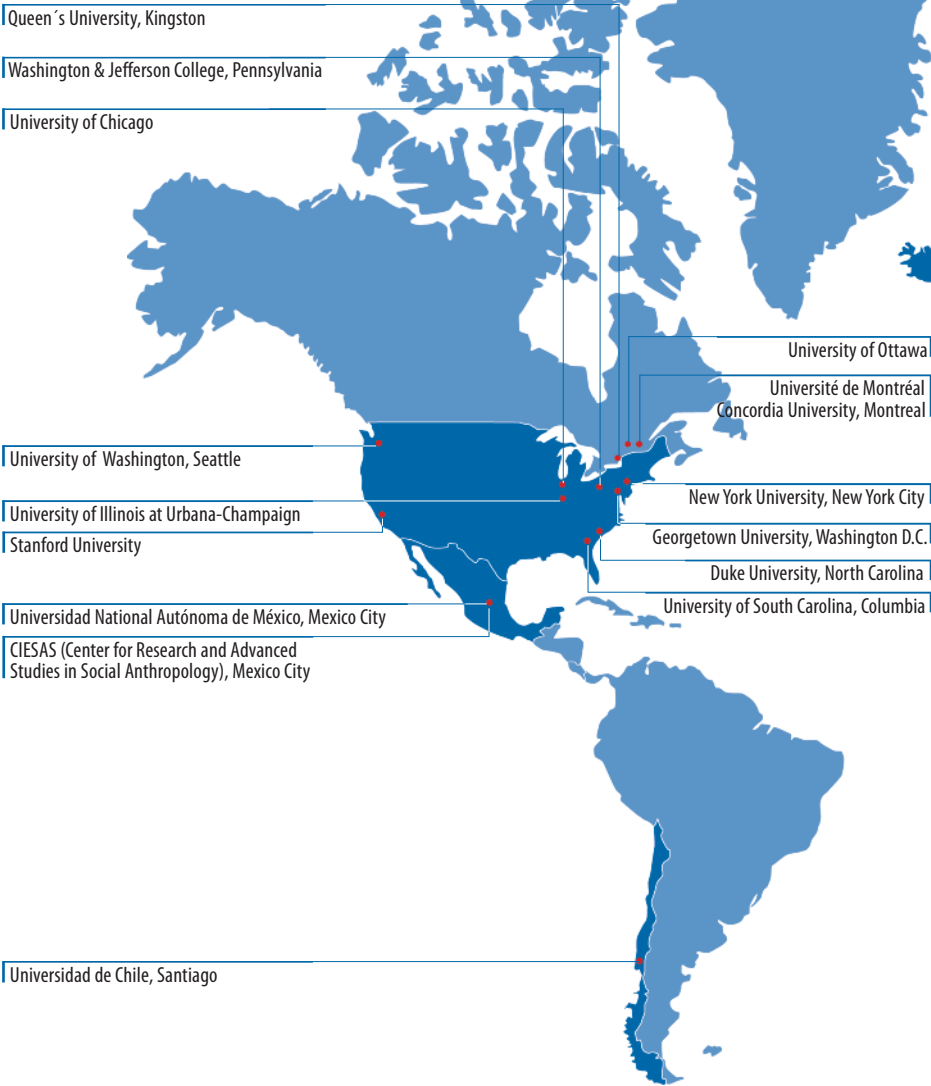 Queen´s University, Kingston
Washington & Jefferson College, Pennsylvania
University of Chicago
University of Ottawa
Université de Montréal
Concordia University, Montreal
University of Washington, Seattle
New York University, New York City
University of Illinois at Urbana-Champaign
Georgetown University, Washington D.C.
Stanford University
Duke University, North Carolina
University of South Carolina, Columbia
Universidad National Autónoma de México, Mexico City
CIESAS (Center for Research and Advanced
Studies in Social Anthropology), Mexico City
Universidad de Chile, Santiago